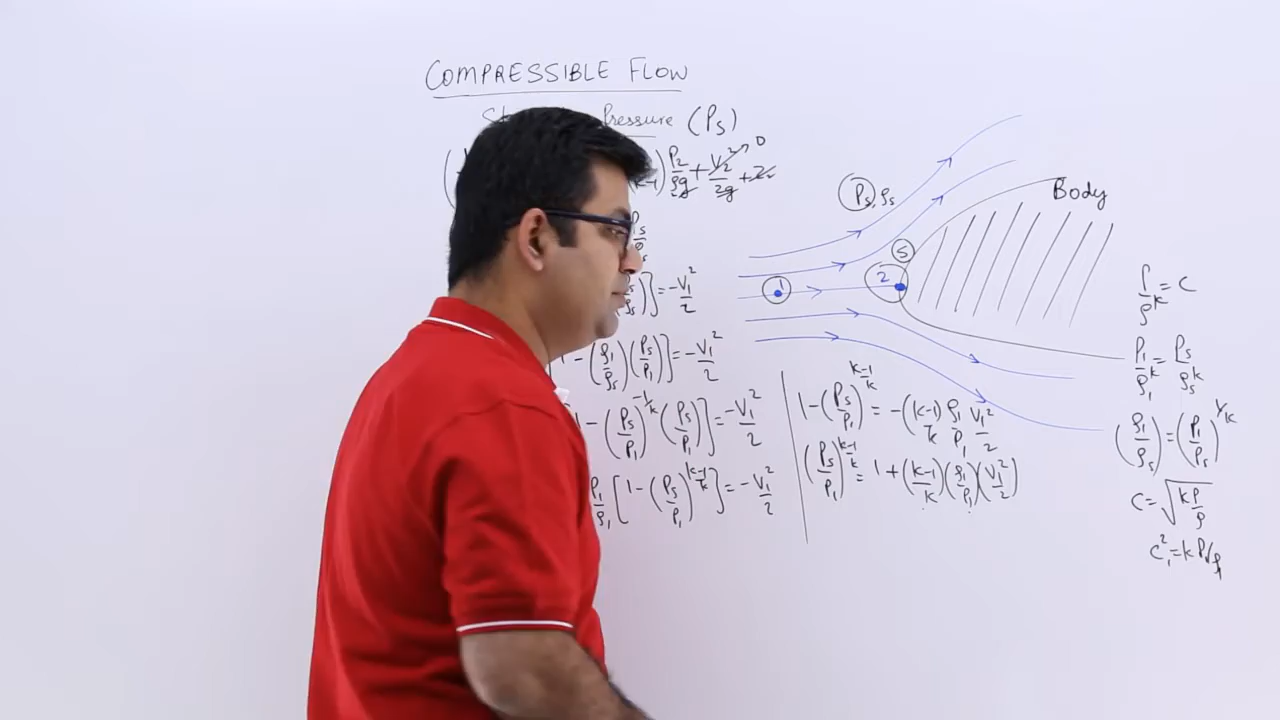 COMPRESSIBLE FLOW
Pressure (Ps)
k-1) P2/ρg + V2²/2g + Z2 → 0
] = -V1²/2
- (ρ1/ρs)(Ps/P1)] = -V1²/2
1 - (Ps/P1)^(-1/k) (Ps/P1)] = -V1²/2
P1/ρ1 [1 - (Ps/P1)^((k-1)/k)] = -V1²/2
1 - (Ps/P1)^((k-1)/k) = -((k-1)/k) ρ1/P1 V1²/2
(Ps/P1)^((k-1)/k) = 1 + ((k-1)/k)(ρ1/P1)(V1²/2)
Ps, ρs
Body
S
1
2
P/ρ^k = C
P1/ρ1^k = Ps/ρs^k
(ρ1/ρs) = (P1/Ps)^(1/k)
C = √(kP/ρ)
C1² = k P1/ρ1